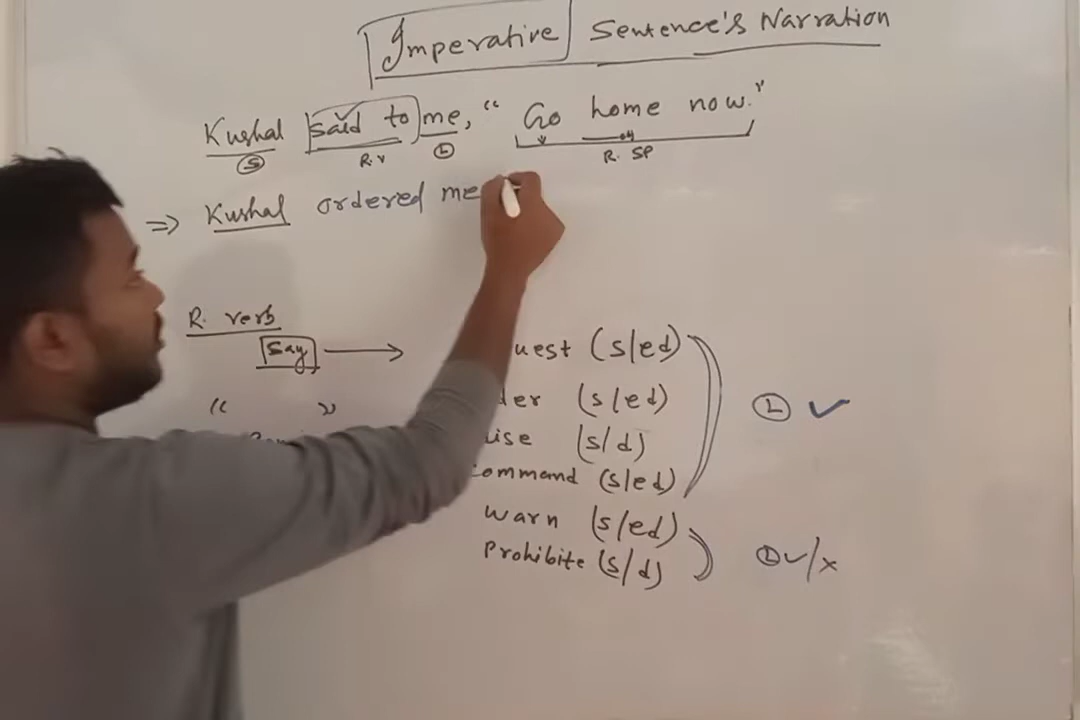 Imperative Sentence's Narration
Kushal said to me, “Go home now.”
S R.V L R. SP
⇒ Kushal ordered me
R. verb
Say → uest (s/ed)
der (s/ed)
“ ” ise (s/d)
ommand (s/ed)
L ✓
Warn (s/ed)
Prohibite (s/d)
L ✓/x